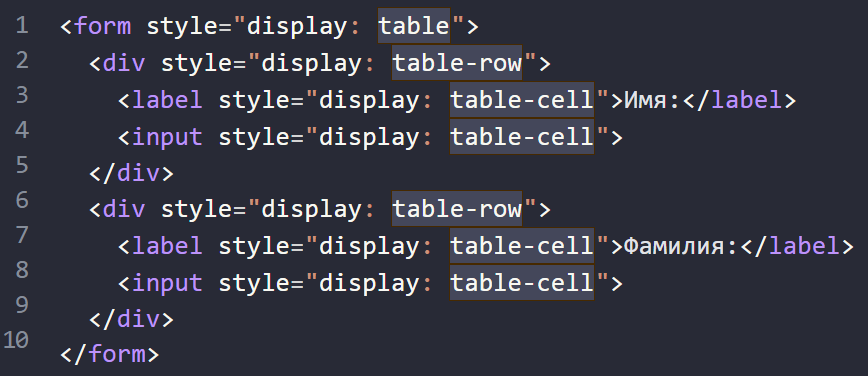 1 <form style="display: table">
2   <div style="display: table-row">
3     <label style="display: table-cell">Имя:</label>
4     <input style="display: table-cell">
5   </div>
6   <div style="display: table-row">
7     <label style="display: table-cell">Фамилия:</label>
8     <input style="display: table-cell">
9   </div>
10 </form>